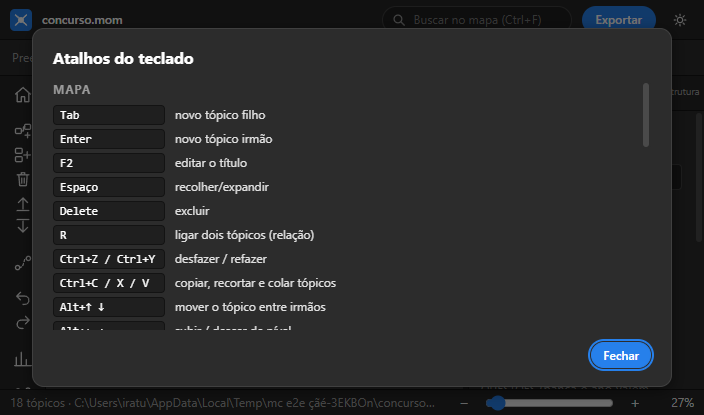 concurso.mom
Buscar no mapa (Ctrl+F)
Exportar
Atalhos do teclado
MAPA
Tab novo tópico filho
Enter novo tópico irmão
F2 editar o título
Espaço recolher/expandir
Delete excluir
R ligar dois tópicos (relação)
Ctrl+Z / Ctrl+Y desfazer / refazer
Ctrl+C / X / V copiar, recortar e colar tópicos
Alt+↑ ↓ mover o tópico entre irmãos
Fechar
18 tópicos · C:\Users\iratu\AppData\Local\Temp\mc e2e çãé-3EKBOn\concurso...
− + 27%